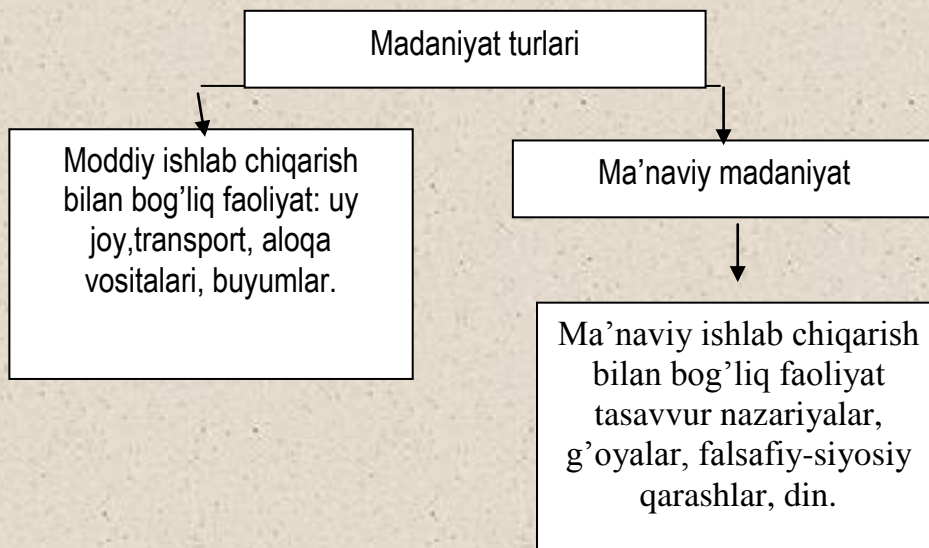 Madaniyat turlari
Moddiy ishlab chiqarish
bilan bog’liq faoliyat: uy
joy,transport, aloqa
vositalari, buyumlar.
Ma’naviy madaniyat
Ma’naviy ishlab chiqarish
bilan bog’liq faoliyat
tasavvur nazariyalar,
g’oyalar, falsafiy-siyosiy
qarashlar, din.